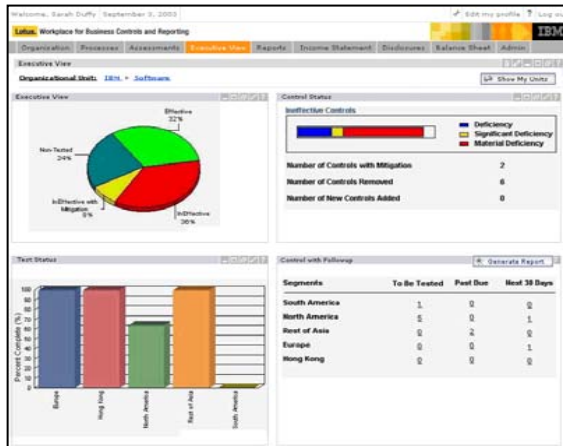 Welcome, Sarah Duffy | September 3, 2003
Edit my profile ? Log ou
Lotus. Workplace for Business Controls and Reporting
IBM
Organization Processes Assessments Executive View Reports Income Statement Disclosures Balance Sheet Admin
Executive View
Organizational Unit: IBM > Software
Show My Units
Executive View
Effective
32%
Non-Tested
24%
InEffective with
Mitigation
8%
InEffective
36%
Control Status
Ineffective Controls
Deficiency
Significant Deficiency
Material Deficiency
Number of Controls with Mitigation 2
Number of Controls Removed 6
Number of New Controls Added 0
Test Status
Percent Complete (%)
100
90
80
70
60
50
40
30
20
10
0
Europe
Hong Kong
North America
Rest of Asia
South America
Control with Followup
Generate Report
Segments To Be Tested Past Due Next 30 Days
South America 1 0 0
North America 5 0 1
Rest of Asia 0 2 0
Europe 0 0 1
Hong Kong 0 0 0